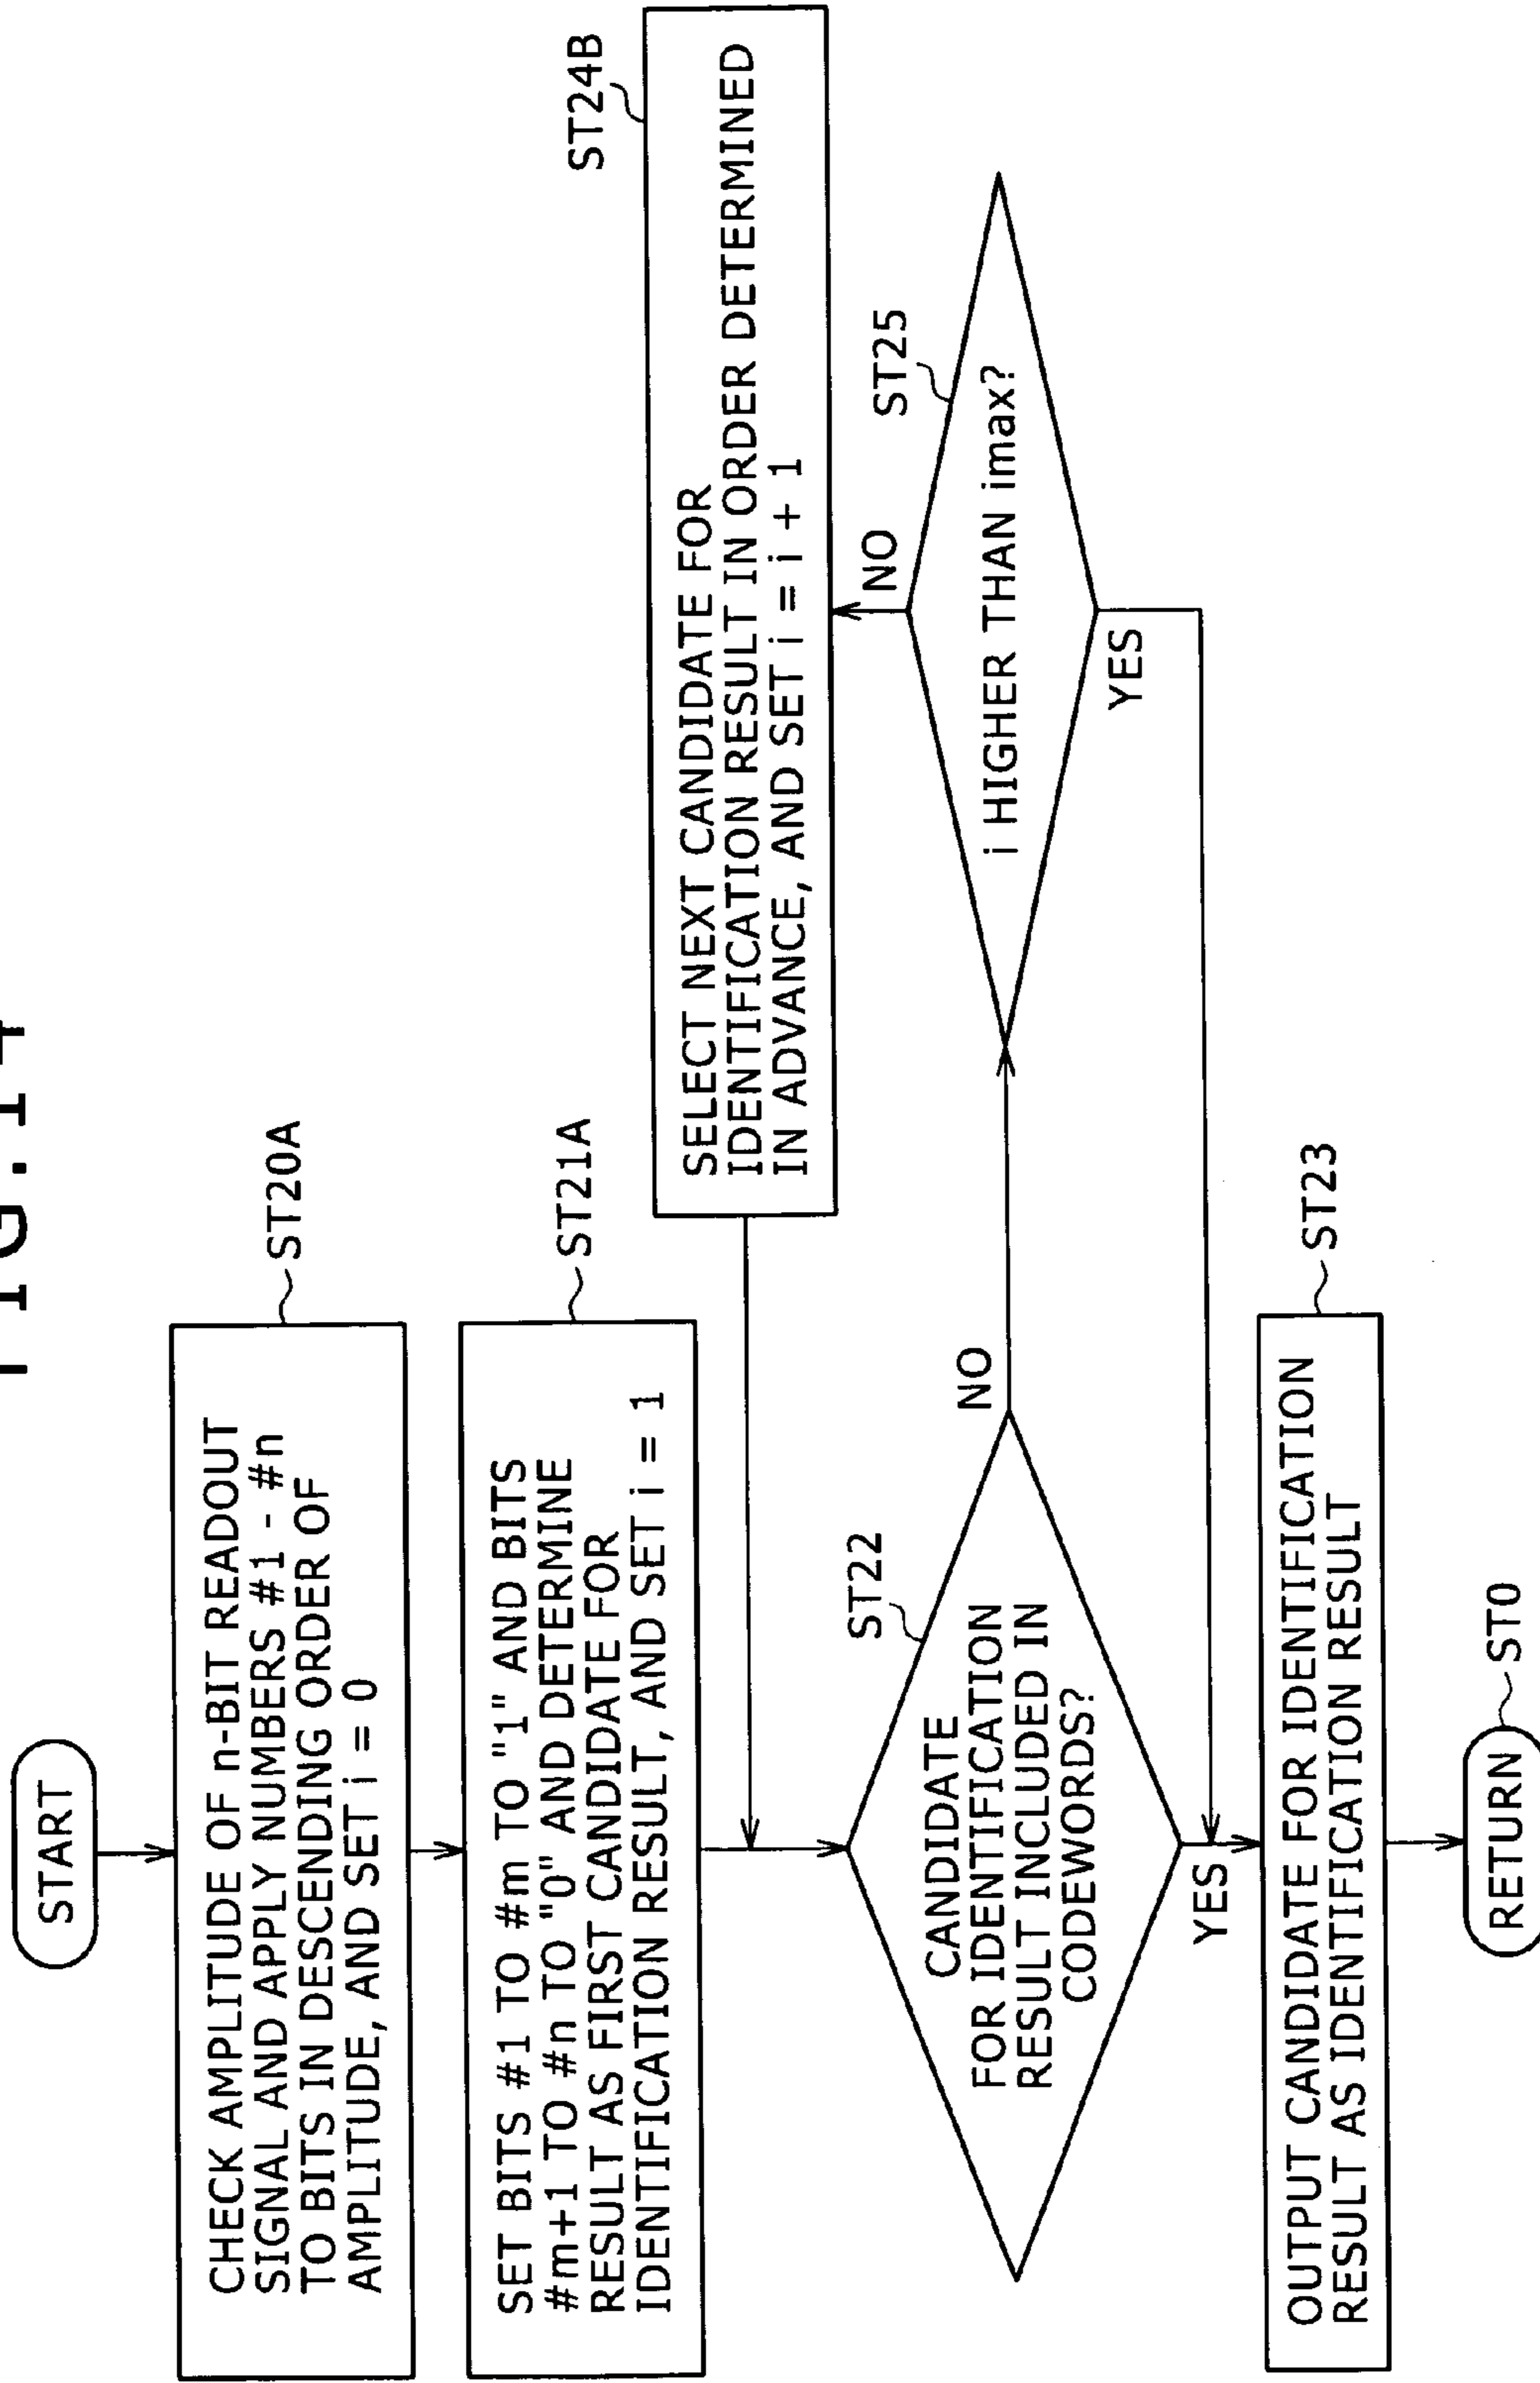 START
CHECK AMPLITUDE OF n-BIT READOUT
SIGNAL AND APPLY NUMBERS #1 - #n
TO BITS IN DESCENDING ORDER OF
AMPLITUDE, AND SET i = 0
ST20A
SET BITS #1 TO #m TO "1" AND BITS
#m+1 TO #n TO "0" AND DETERMINE
RESULT AS FIRST CANDIDATE FOR
IDENTIFICATION RESULT, AND SET i = 1
ST21A
ST24B
SELECT NEXT CANDIDATE FOR
IDENTIFICATION RESULT IN ORDER DETERMINED
IN ADVANCE, AND SET i = i + 1
ST22
CANDIDATE
FOR IDENTIFICATION
RESULT INCLUDED IN
CODEWORDS?
NO
YES
ST25
i HIGHER THAN imax?
NO
YES
OUTPUT CANDIDATE FOR IDENTIFICATION
RESULT AS IDENTIFICATION RESULT
ST23
RETURN
ST0